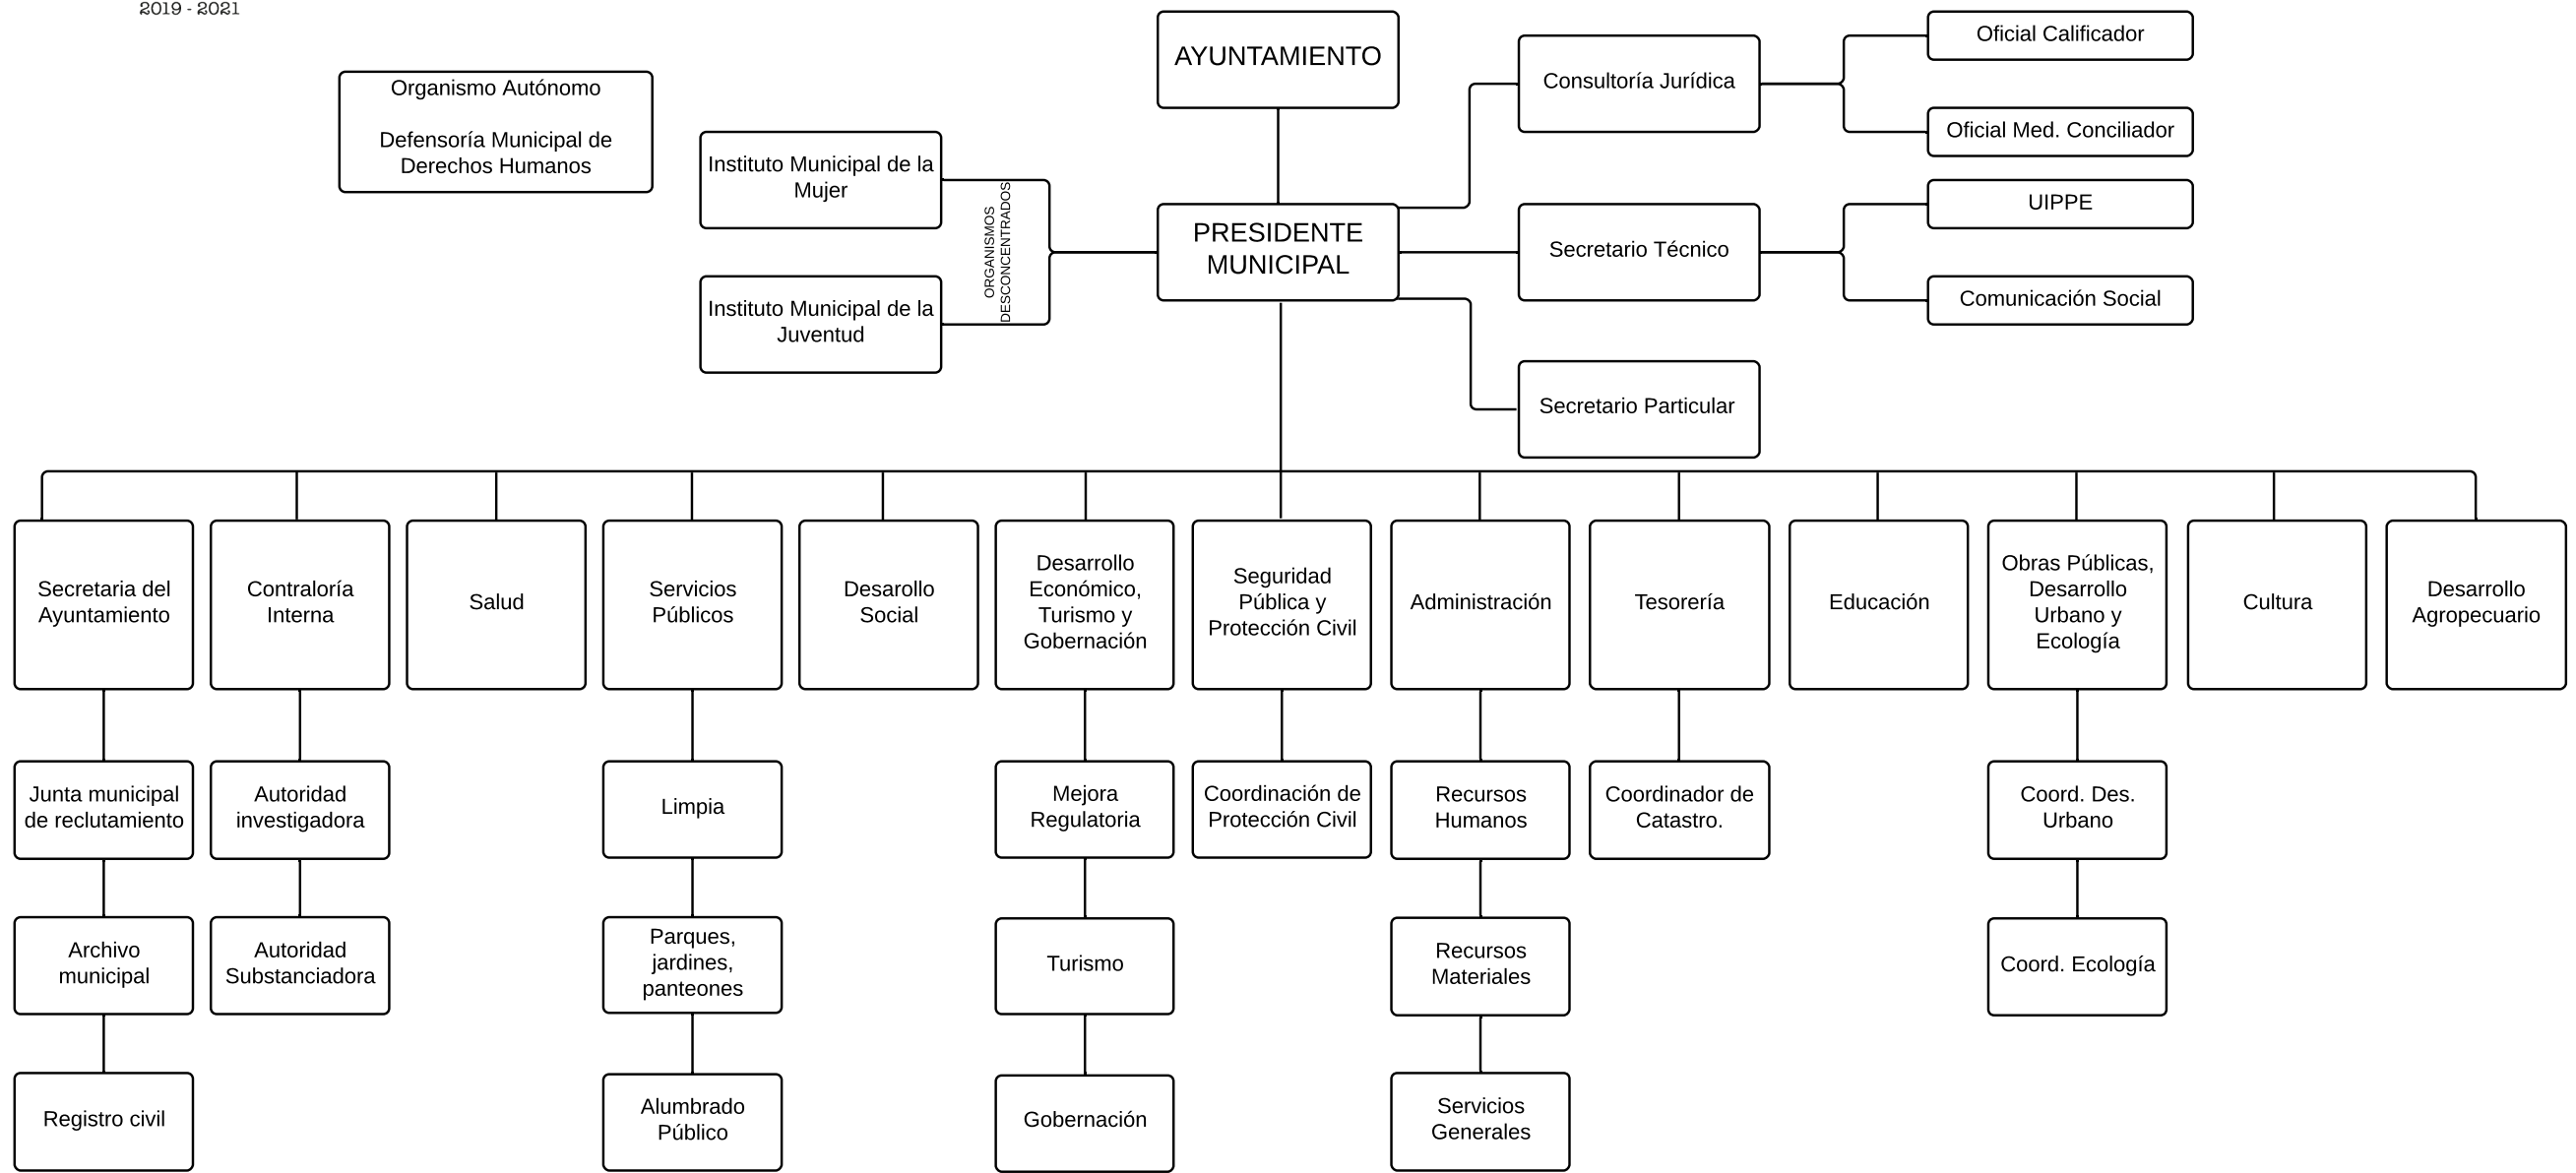 2019 - 2021
AYUNTAMIENTO
Oficial Calificador
Consultoría Jurídica
Oficial Med. Conciliador
Organismo Autónomo
Defensoría Municipal de
Derechos Humanos
Instituto Municipal de la
Mujer
ORGANISMOS
DESCONCENTRADOS
Instituto Municipal de la
Juventud
PRESIDENTE
MUNICIPAL
Secretario Técnico
UIPPE
Comunicación Social
Secretario Particular
Secretaria del
Ayuntamiento
Contraloría
Interna
Salud
Servicios
Públicos
Desarollo
Social
Desarrollo
Económico,
Turismo y
Gobernación
Seguridad
Pública y
Protección Civil
Administración
Tesorería
Educación
Obras Públicas,
Desarrollo
Urbano y
Ecología
Cultura
Desarrollo
Agropecuario
Junta municipal
de reclutamiento
Autoridad
investigadora
Limpia
Mejora
Regulatoria
Coordinación de
Protección Civil
Recursos
Humanos
Coordinador de
Catastro.
Coord. Des.
Urbano
Archivo
municipal
Autoridad
Substanciadora
Parques,
jardines,
panteones
Turismo
Recursos
Materiales
Coord. Ecología
Registro civil
Alumbrado
Público
Gobernación
Servicios
Generales